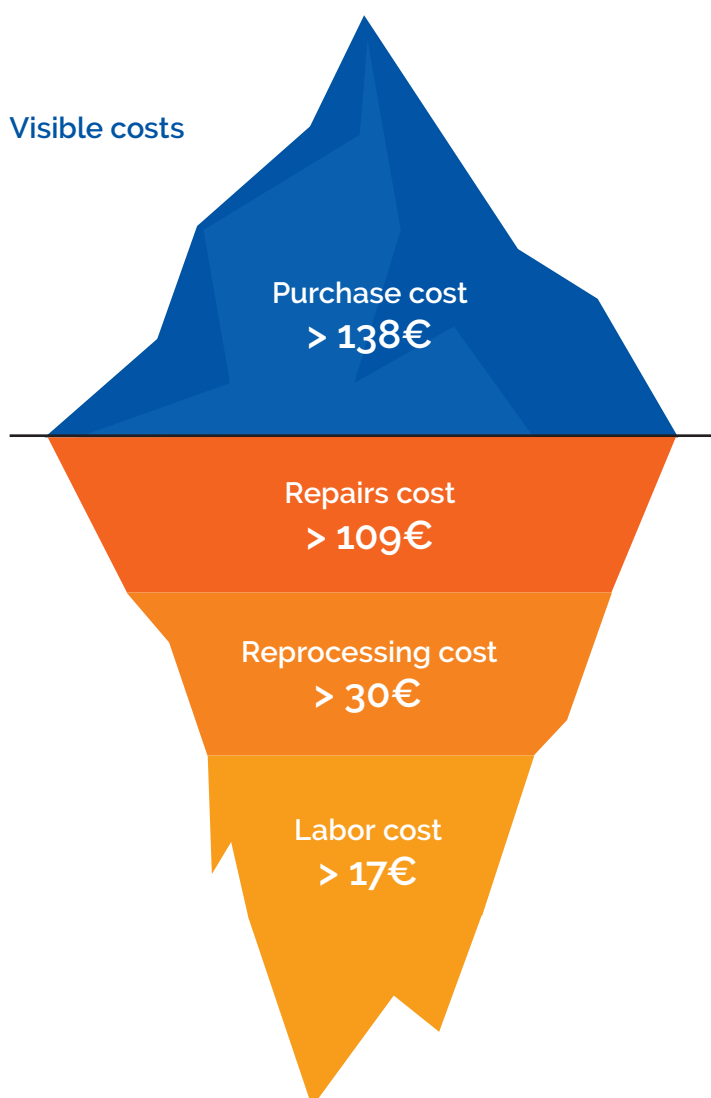 Visible costs
Purchase cost
> 138€
Repairs cost
> 109€
Reprocessing cost
> 30€
Labor cost
> 17€